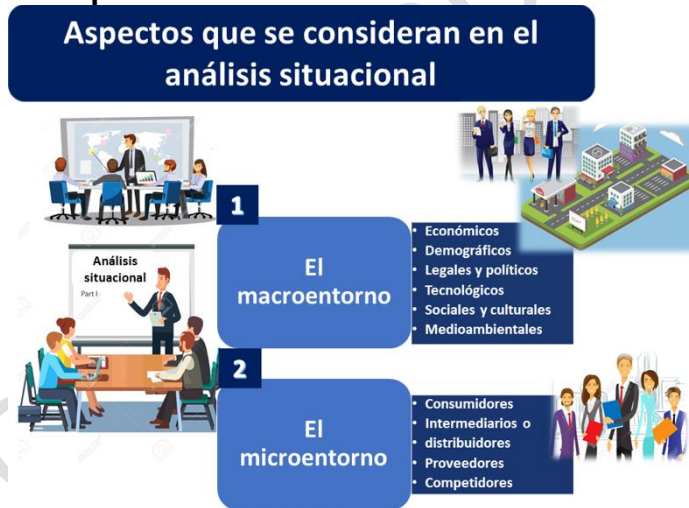 Aspectos que se consideran en el
análisis situacional
1
El
macroentorno
• Económicos
• Demográficos
• Legales y políticos
• Tecnológicos
• Sociales y culturales
• Medioambientales
Análisis
situacional
Part I
2
El
microentorno
• Consumidores
• Intermediarios o
• distribuidores
• Proveedores
• Competidores